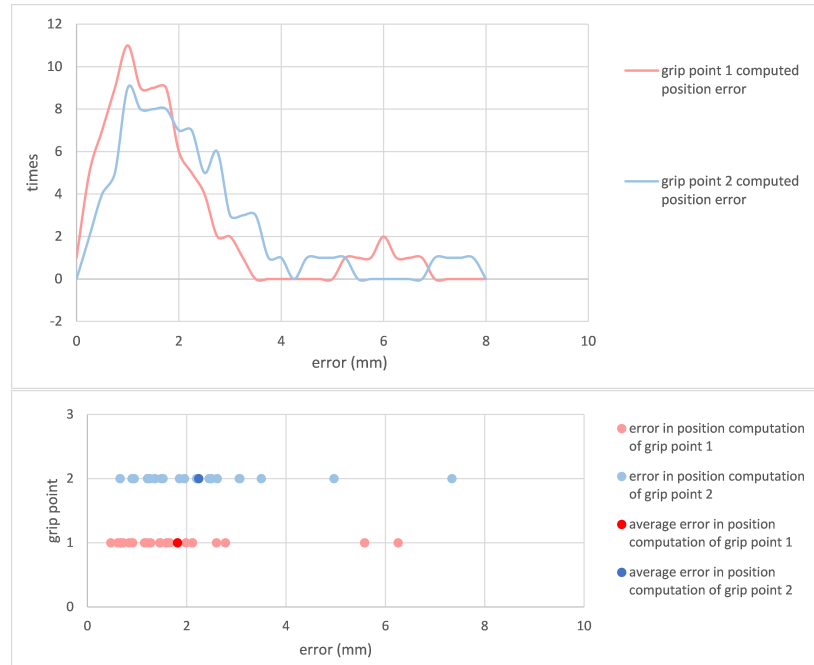 12
10
8
6
4
2
0
-2
times
0 2 4 6 8 10
error (mm)
grip point 1 computed
position error
grip point 2 computed
position error
3
2
1
0
grip point
0 2 4 6 8 10
error (mm)
error in position computation
of grip point 1
error in position computation
of grip point 2
average error in position
computation of grip point 1
average error in position
computation of grip point 2